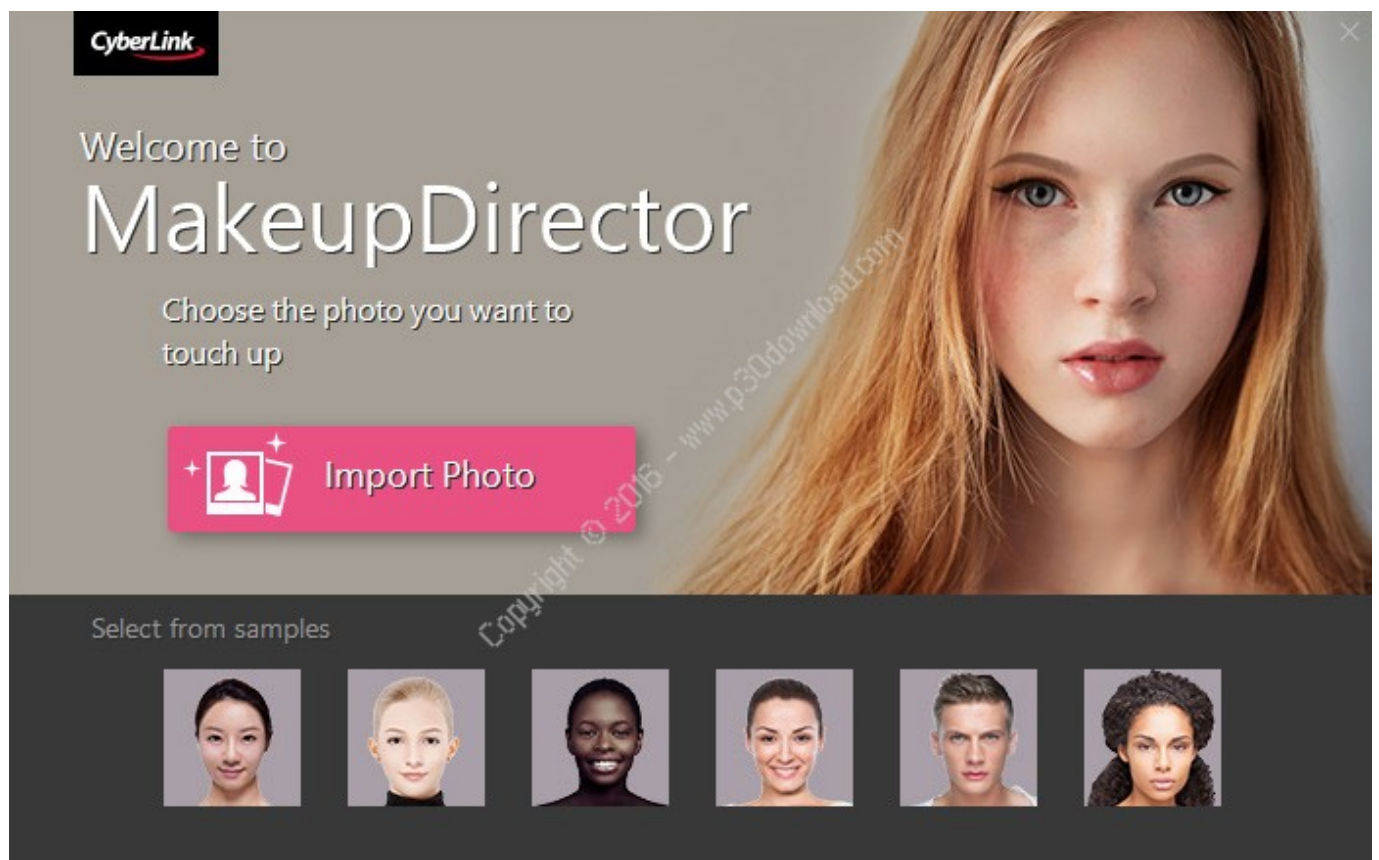 CyberLink
Welcome to
MakeupDirector
Choose the photo you want to
touch up
Import Photo
Copyright © 2016 - www.p30download.com
Select from samples